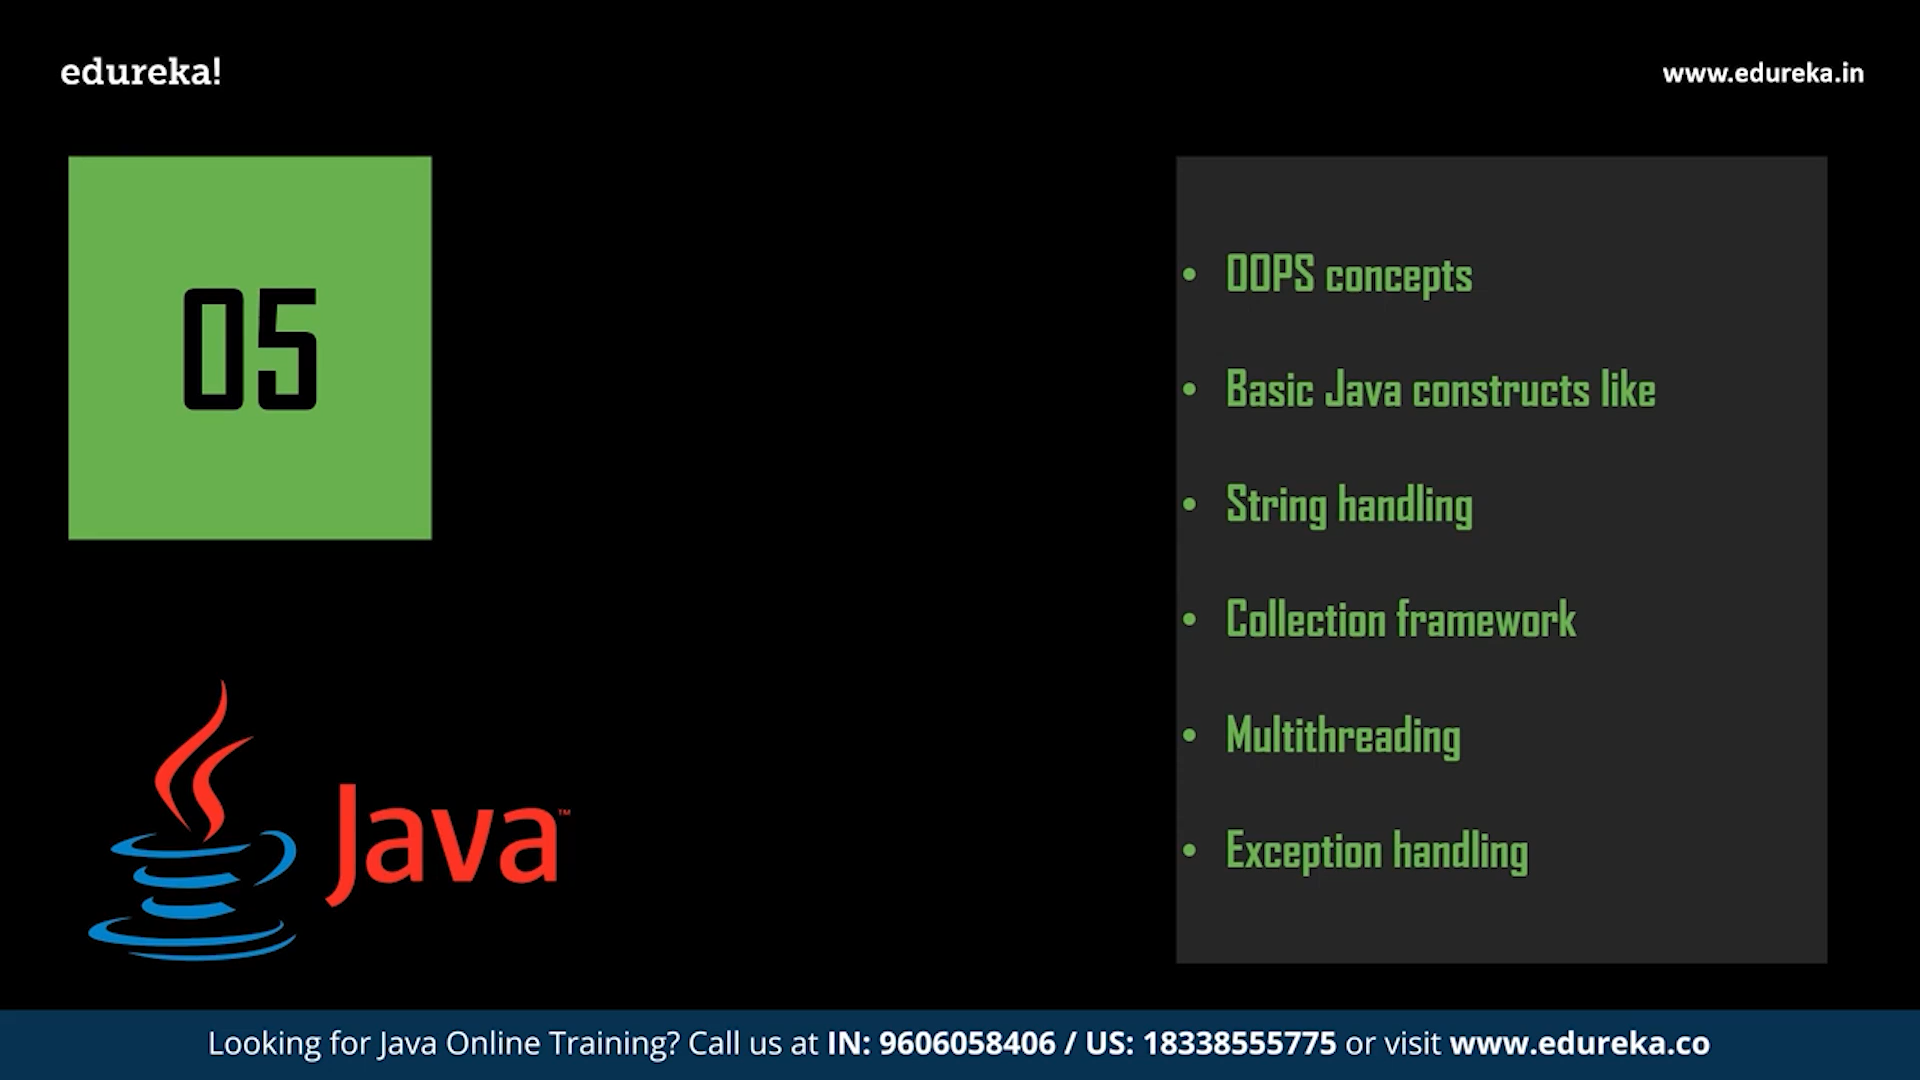 edureka!
www.edureka.in
05
• OOPS concepts
• Basic Java constructs like
• String handling
• Collection framework
• Multithreading
• Exception handling
Java™
Looking for Java Online Training? Call us at IN: 9606058406 / US: 18338555775 or visit www.edureka.co